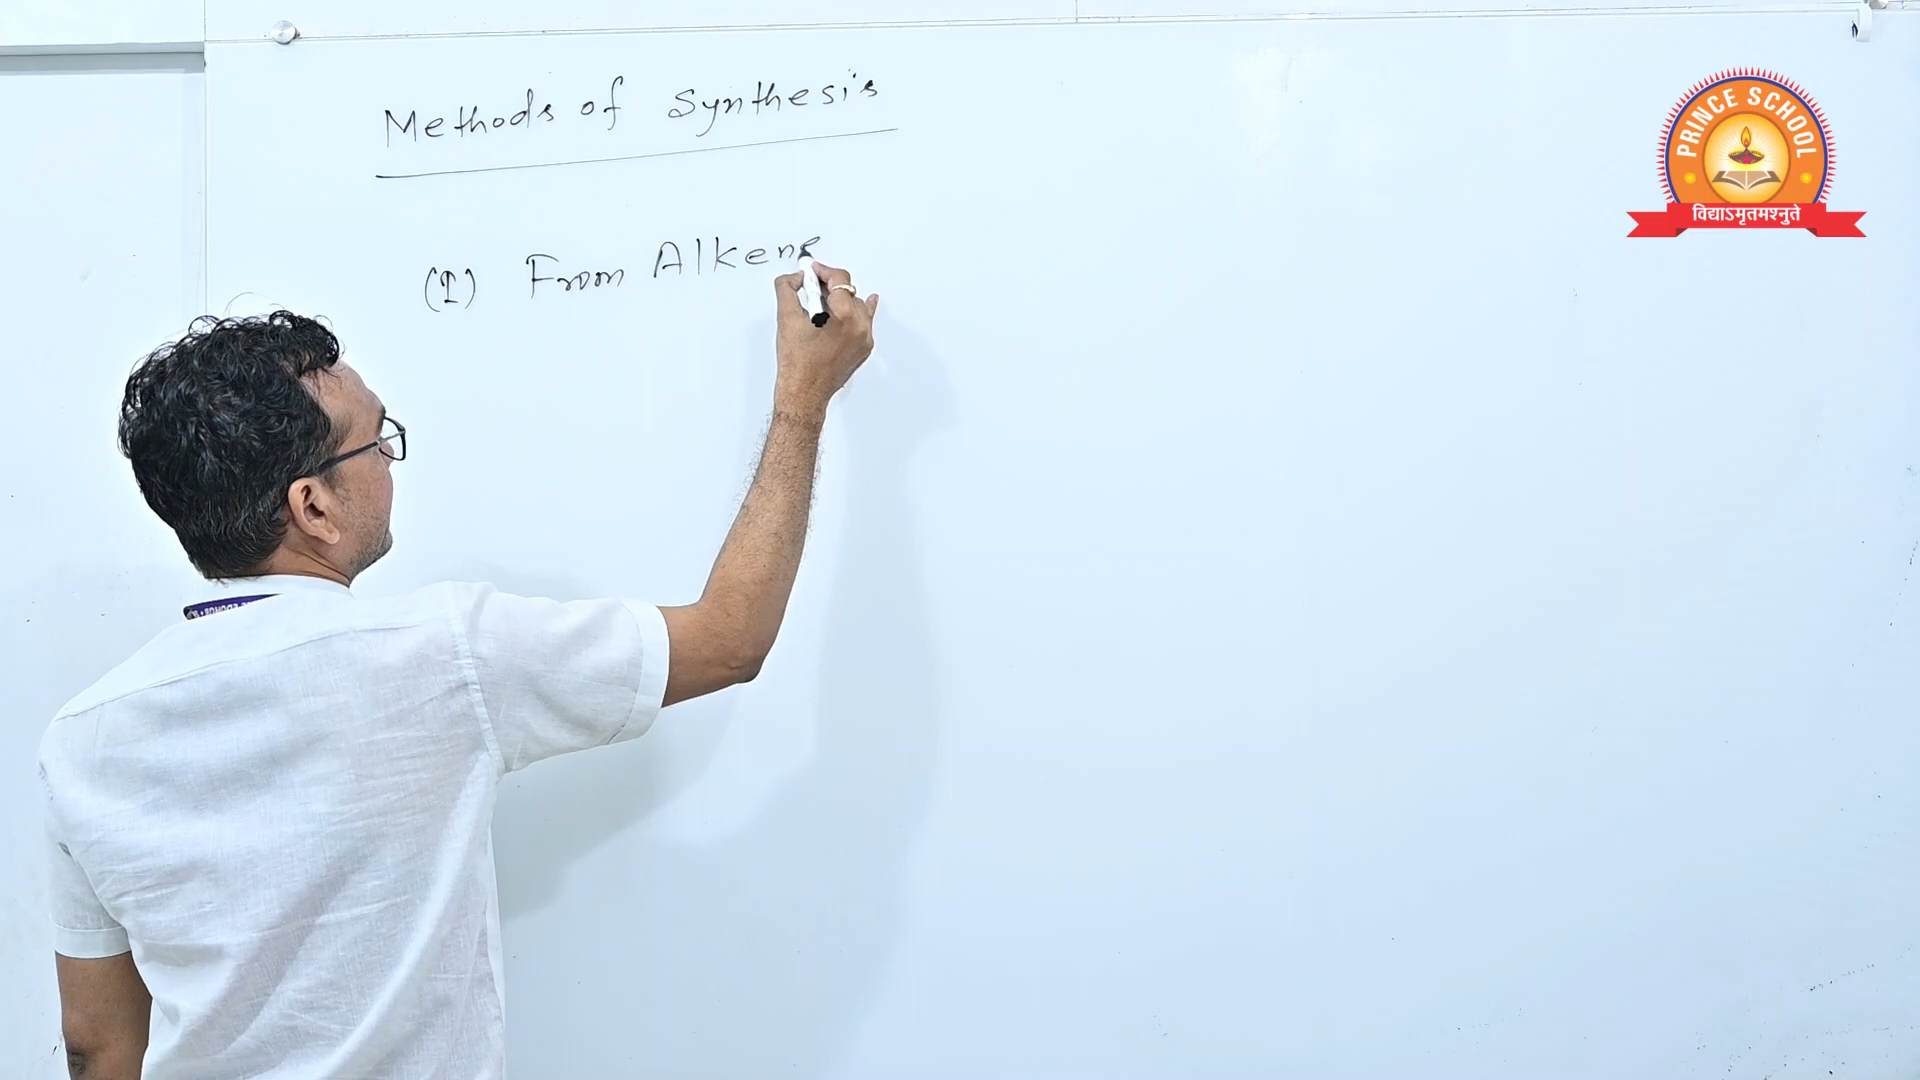 Methods of Synthesis
(I) From Alkene
PRINCE SCHOOL
विद्याऽमृतमश्नुते